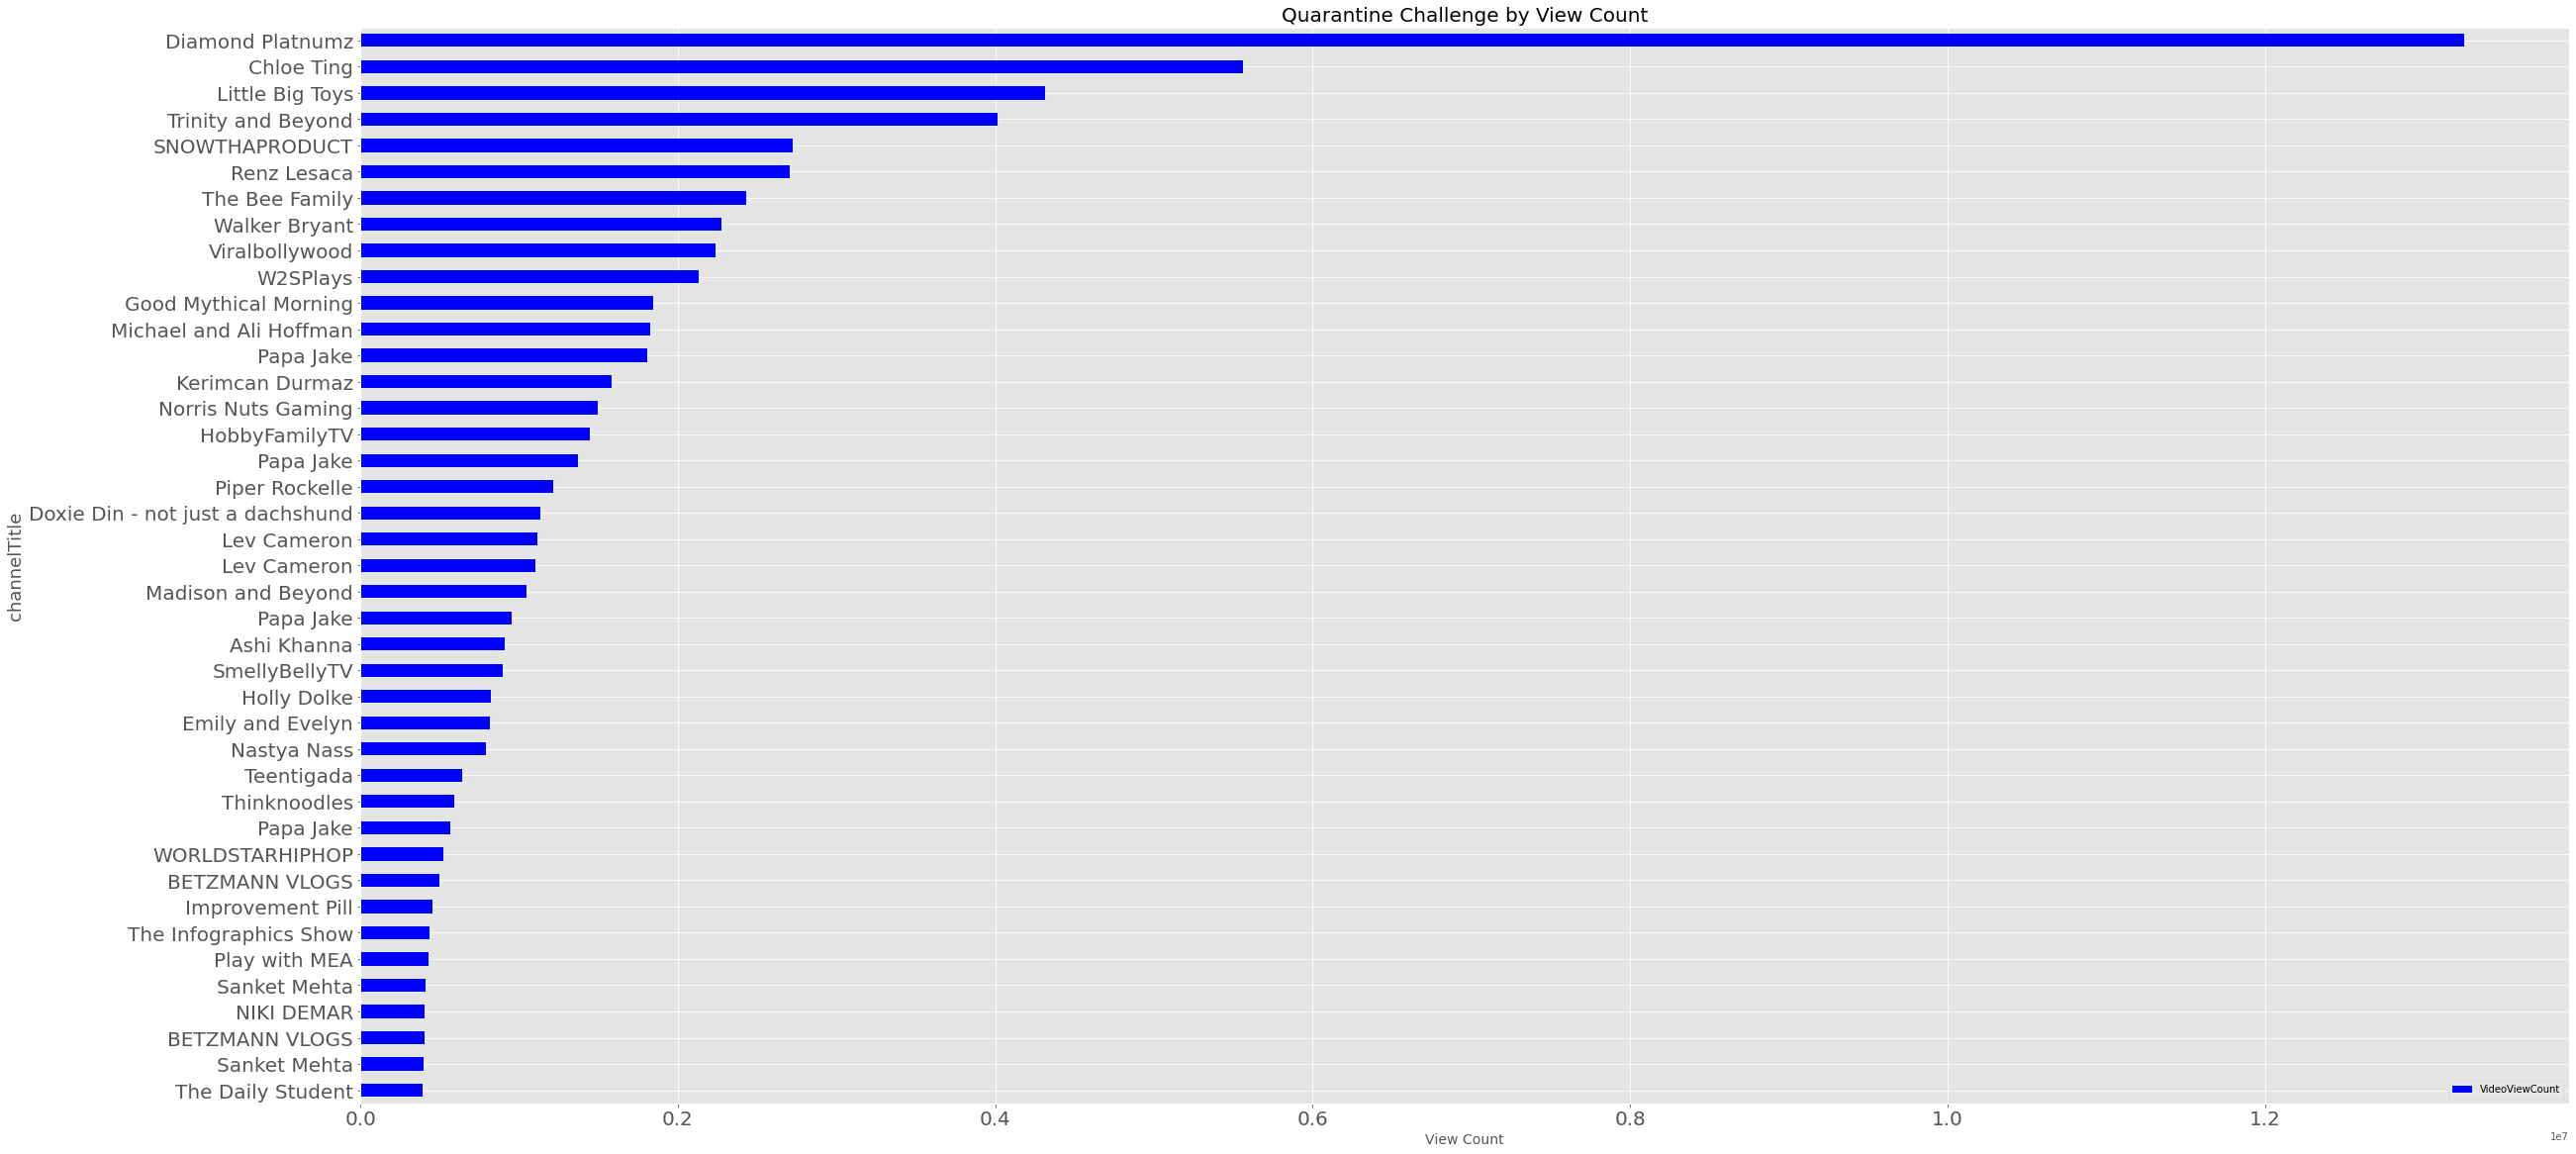 Quarantine Challenge by View Count
Diamond Platnumz
Chloe Ting
Little Big Toys
Trinity and Beyond
SNOWTHAPRODUCT
Renz Lesaca
The Bee Family
Walker Bryant
Viralbollywood
W2SPlays
Good Mythical Morning
Michael and Ali Hoffman
Papa Jake
Kerimcan Durmaz
Norris Nuts Gaming
HobbyFamilyTV
Papa Jake
Piper Rockelle
Doxie Din - not just a dachshund
Lev Cameron
Lev Cameron
Madison and Beyond
Papa Jake
Ashi Khanna
SmellyBellyTV
Holly Dolke
Emily and Evelyn
Nastya Nass
Teentigada
Thinknoodles
Papa Jake
WORLDSTARHIPHOP
BETZMANN VLOGS
Improvement Pill
The Infographics Show
Play with MEA
Sanket Mehta
NIKI DEMAR
BETZMANN VLOGS
Sanket Mehta
The Daily Student
channelTitle
VideoViewCount
0.0 0.2 0.4 0.6 0.8 1.0 1.2
View Count
1e7